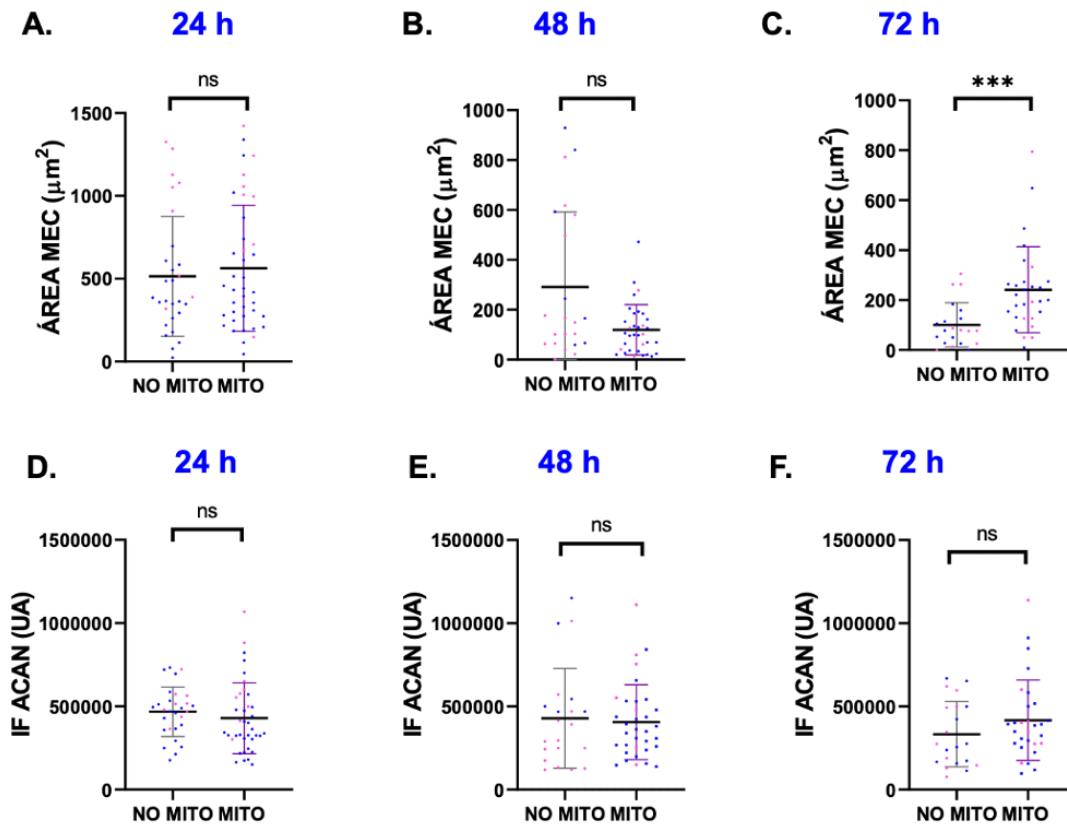 A. 24 h
B. 48 h
C. 72 h
ns
ns
***
ÁREA MEC (μm²)
1500
1000
500
0
NO MITO MITO
ÁREA MEC (μm²)
1000
800
600
400
200
0
NO MITO MITO
ÁREA MEC (μm²)
1000
800
600
400
200
0
NO MITO MITO
D. 24 h
E. 48 h
F. 72 h
ns
ns
ns
IF ACAN (UA)
1500000
1000000
500000
0
NO MITO MITO
IF ACAN (UA)
1500000
1000000
500000
0
NO MITO MITO
IF ACAN (UA)
1500000
1000000
500000
0
NO MITO MITO